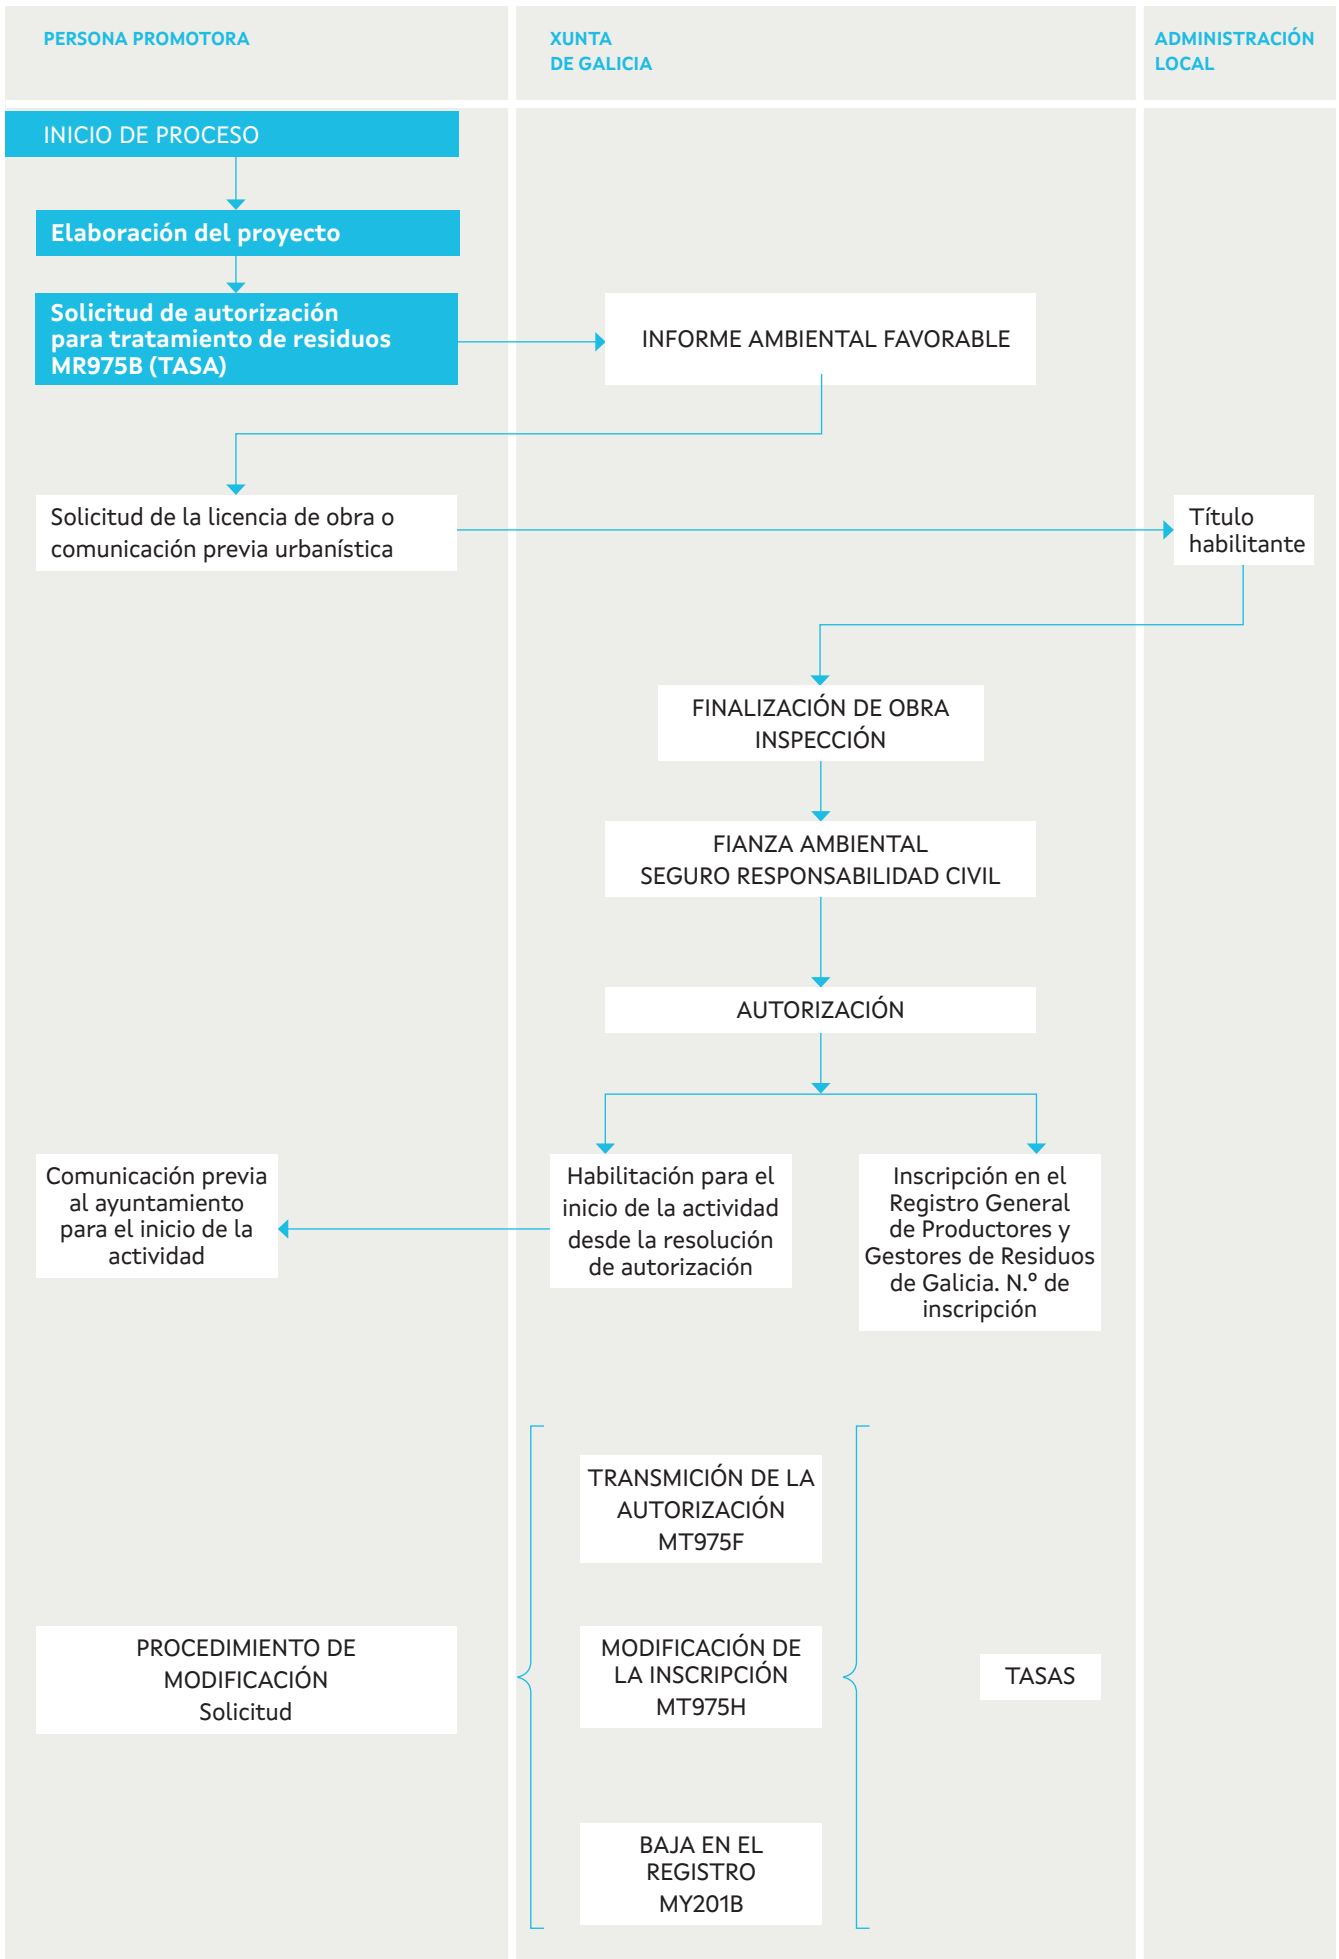 PERSONA PROMOTORA
XUNTA
DE GALICIA
ADMINISTRACIÓN
LOCAL
INICIO DE PROCESO
Elaboración del proyecto
Solicitud de autorización
para tratamiento de residuos
MR975B (TASA)
INFORME AMBIENTAL FAVORABLE
Solicitud de la licencia de obra o
comunicación previa urbanística
Título
habilitante
FINALIZACIÓN DE OBRA
INSPECCIÓN
FIANZA AMBIENTAL
SEGURO RESPONSABILIDAD CIVIL
AUTORIZACIÓN
Comunicación previa
al ayuntamiento
para el inicio de la
actividad
Habilitación para el
inicio de la actividad
desde la resolución
de autorización
Inscripción en el
Registro General
de Productores y
Gestores de Residuos
de Galicia. N.º de
inscripción
TRANSMICIÓN DE LA
AUTORIZACIÓN
MT975F
PROCEDIMIENTO DE
MODIFICACIÓN
Solicitud
MODIFICACIÓN DE
LA INSCRIPCIÓN
MT975H
TASAS
BAJA EN EL
REGISTRO
MY201B